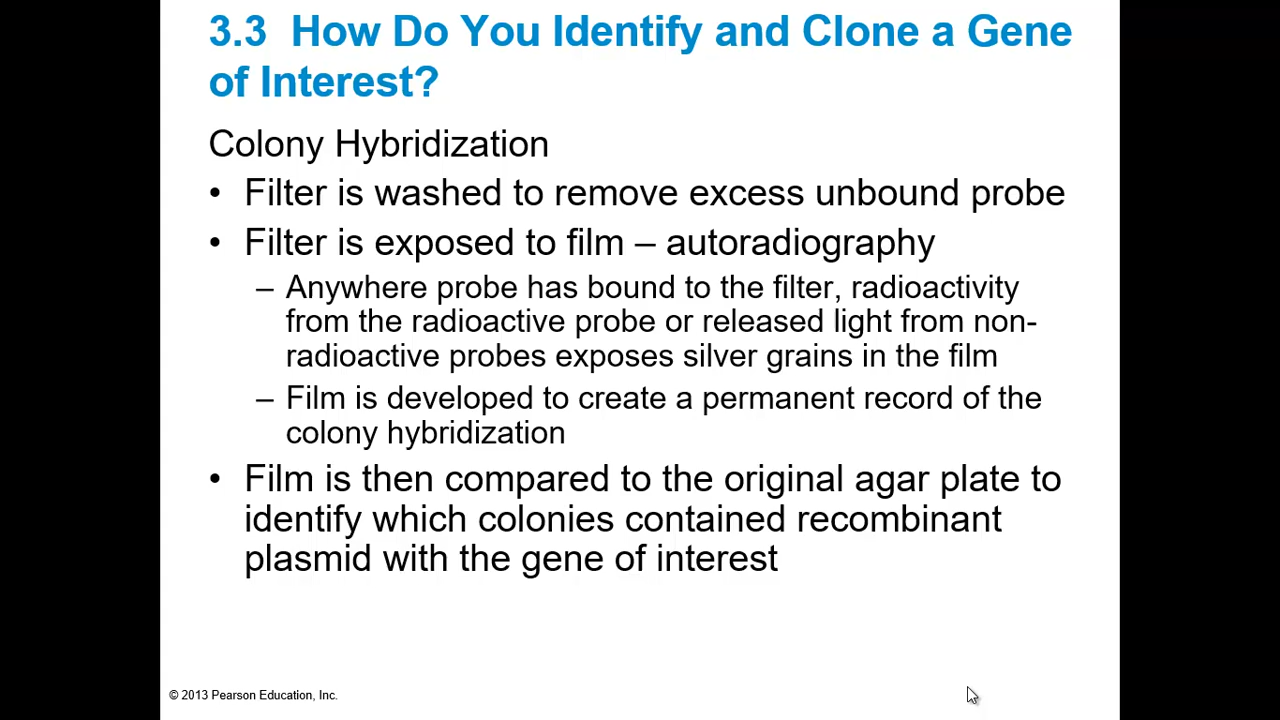 3.3 How Do You Identify and Clone a Gene
of Interest?
Colony Hybridization
• Filter is washed to remove excess unbound probe
• Filter is exposed to film – autoradiography
– Anywhere probe has bound to the filter, radioactivity
from the radioactive probe or released light from non-
radioactive probes exposes silver grains in the film
– Film is developed to create a permanent record of the
colony hybridization
• Film is then compared to the original agar plate to
identify which colonies contained recombinant
plasmid with the gene of interest
© 2013 Pearson Education, Inc.